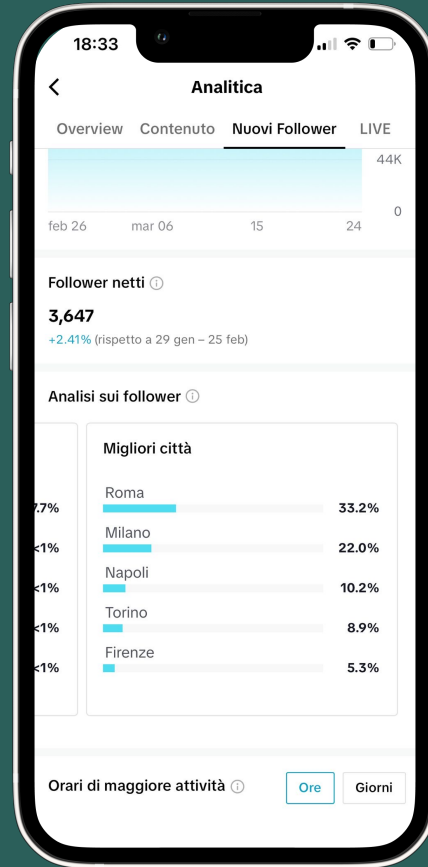 18:33
Analitica
Overview Contenuto Nuovi Follower LIVE
44K
0
feb 26 mar 06 15 24
Follower netti
3,647
+2.41% (rispetto a 29 gen – 25 feb)
Analisi sui follower
Migliori città
Roma
33.2%
Milano
<1% 22.0%
Napoli
<1% 10.2%
Torino
<1% 8.9%
Firenze
<1% 5.3%
Orari di maggiore attività Ore Giorni